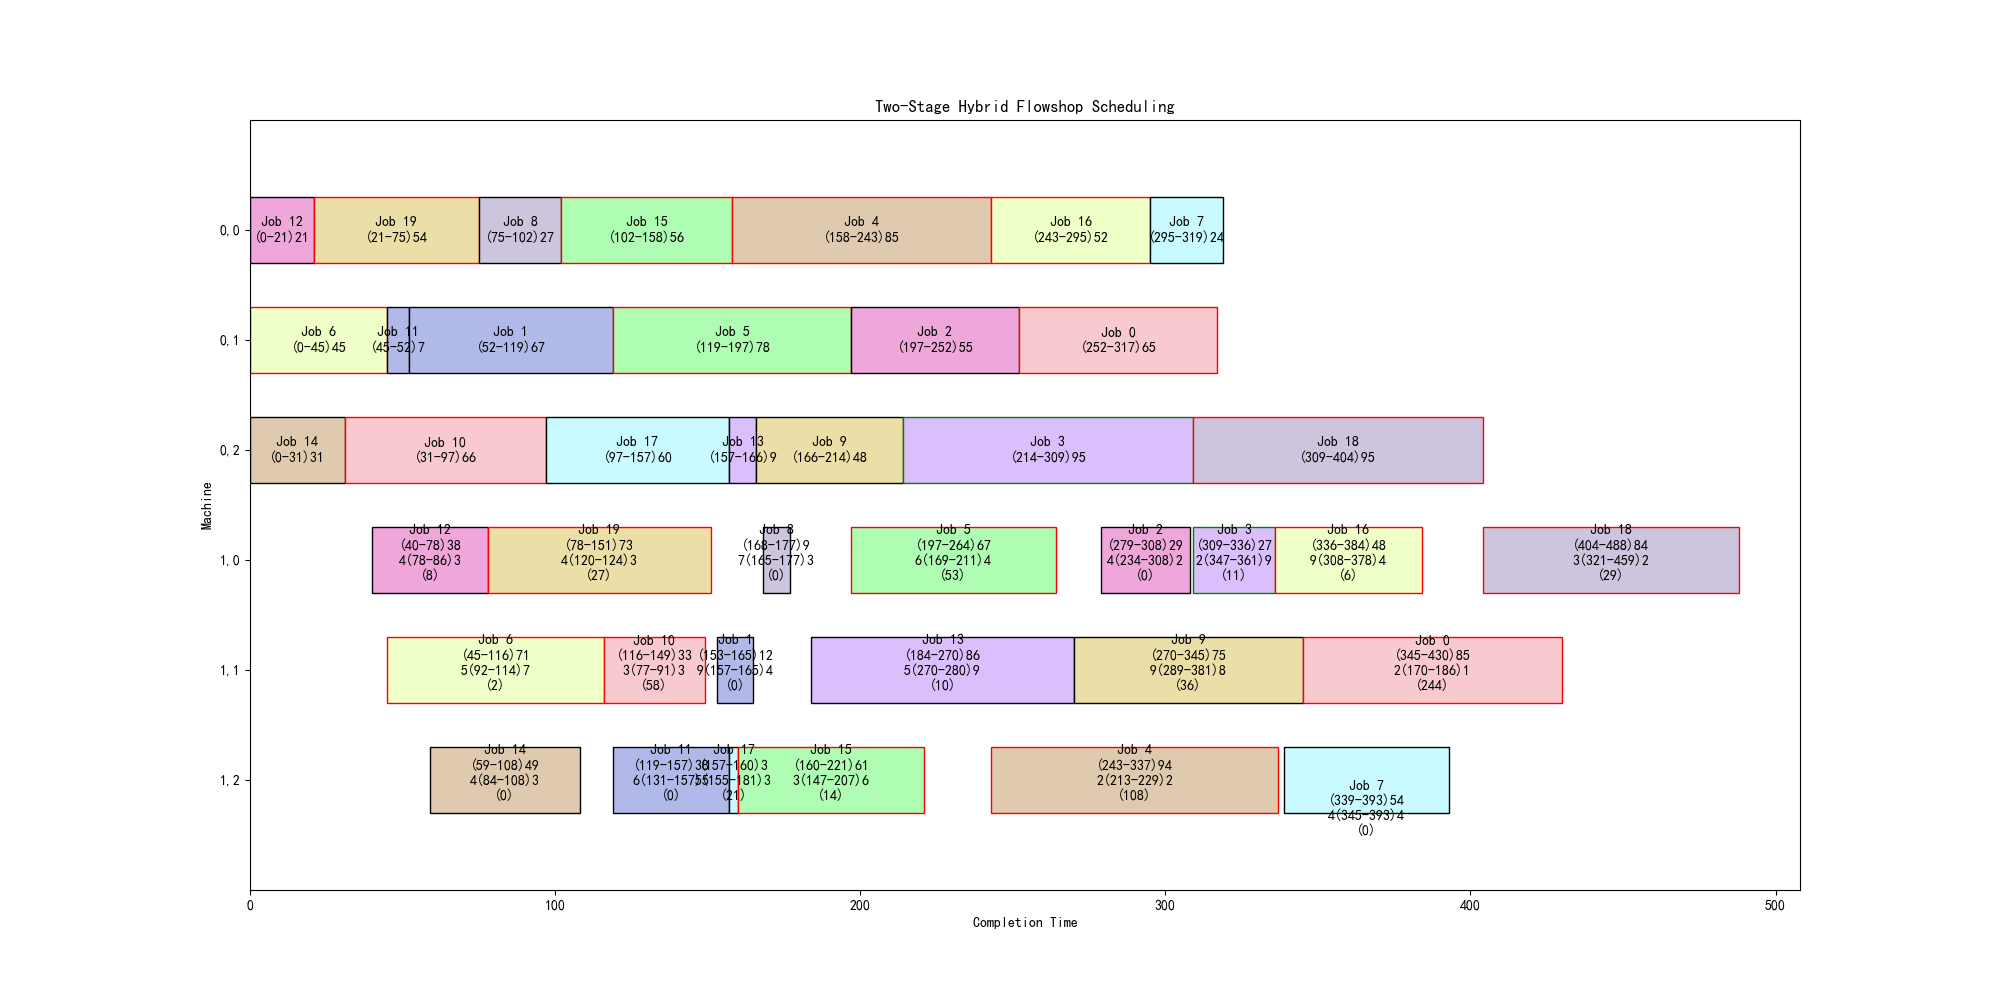 Two-Stage Hybrid Flowshop Scheduling
0,0
Job 12
(0-21)21
Job 19
(21-75)54
Job 8
(75-102)27
Job 15
(102-158)56
Job 4
(158-243)85
Job 16
(243-295)52
Job 7
(295-319)24
0,1
Job 6
(0-45)45
Job 11
(45-52)7
Job 1
(52-119)67
Job 5
(119-197)78
Job 2
(197-252)55
Job 0
(252-317)65
0,2
Job 14
(0-31)31
Job 10
(31-97)66
Job 17
(97-157)60
Job 13
(157-166)9
Job 9
(166-214)48
Job 3
(214-309)95
Job 18
(309-404)95
1,0
Job 12
(40-78)38
4(78-86)3
(8)
Job 19
(78-151)73
4(120-124)3
(27)
Job 8
(168-177)9
7(165-177)3
(0)
Job 5
(197-264)67
6(169-211)4
(53)
Job 2
(279-308)29
4(234-308)2
(0)
Job 3
(309-336)27
2(347-361)9
(11)
Job 16
(336-384)48
9(308-378)4
(6)
Job 18
(404-488)84
3(321-459)2
(29)
1,1
Job 6
(45-116)71
5(92-114)7
(2)
Job 10
(116-149)33
3(77-91)3
(58)
Job 1
(153-165)12
9(157-165)4
(0)
Job 13
(184-270)86
5(270-280)9
(10)
Job 9
(270-345)75
9(289-381)8
(36)
Job 0
(345-430)85
2(170-186)1
(244)
1,2
Job 14
(59-108)49
4(84-108)3
(0)
Job 11
(119-157)38
6(131-157)5
(0)
Job 17
(157-160)3
5(155-181)3
(21)
Job 15
(160-221)61
3(147-207)6
(14)
Job 4
(243-337)94
2(213-229)2
(108)
Job 7
(339-393)54
4(345-393)4
(0)
Machine
0
100
200
300
400
500
Completion Time